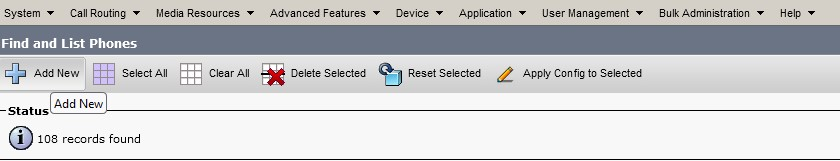 System Call Routing Media Resources Advanced Features Device Application User Management Bulk Administration Help
Find and List Phones
Add New Select All Clear All Delete Selected Reset Selected Apply Config to Selected
Add New
Status
108 records found